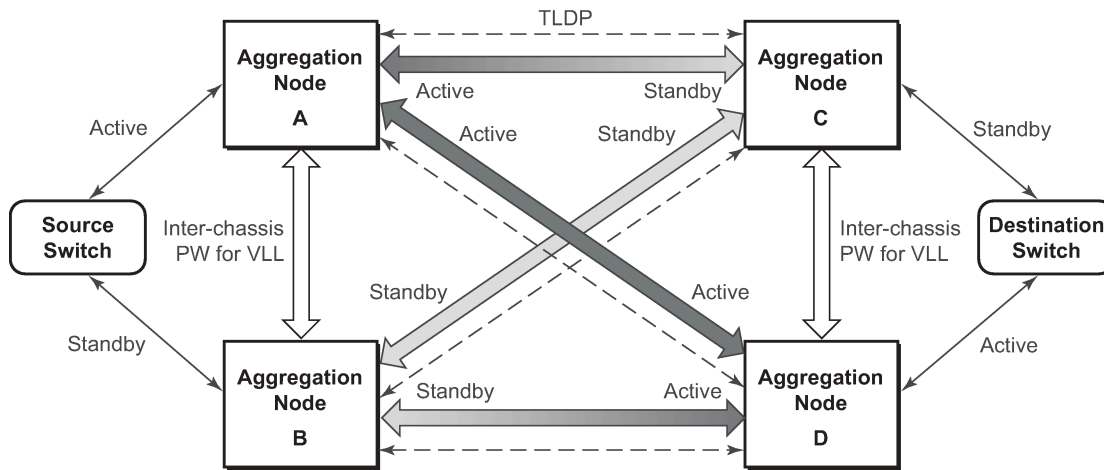 TLDP
Aggregation
Node
A
Aggregation
Node
C
Active
Standby
Active
Standby
Active
Standby
Source
Switch
Inter-chassis
PW for VLL
Inter-chassis
PW for VLL
Destination
Switch
Standby
Active
Standby
Active
Aggregation
Node
B
Standby
Active
Aggregation
Node
D